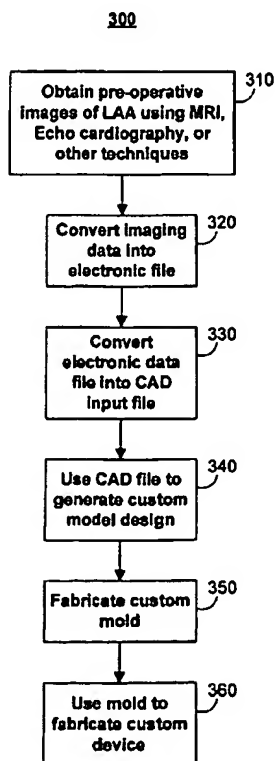 300
310
Obtain pre-operative
images of LAA using MRI,
Echo cardiography, or
other techniques
320
Convert imaging
data into
electronic file
330
Convert
electronic data
file into CAD
input file
340
Use CAD file to
generate custom
model design
350
Fabricate custom
mold
360
Use mold to
fabricate custom
device